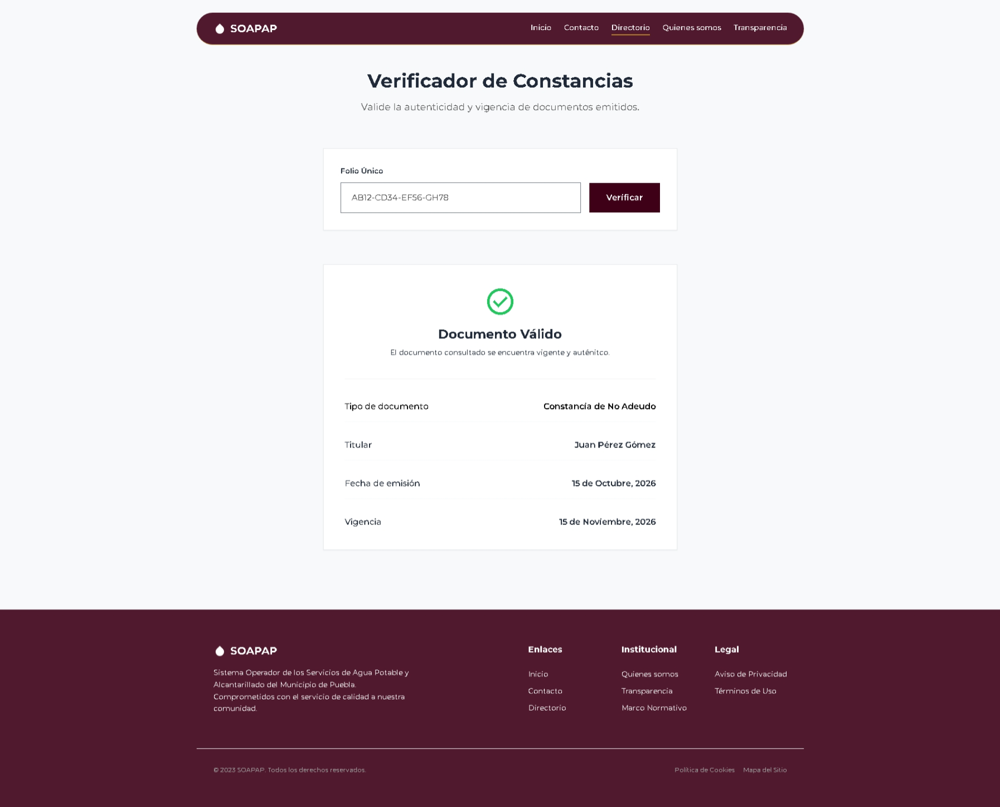 SOAPAP
Inicio Contacto Directorio Quienes somos Transparencia
Verificador de Constancias
Valide la autenticidad y vigencia de documentos emitidos.
Folio Único
AB12-CD34-EF56-GH78
Verificar
Documento Válido
El documento consultado se encuentra vigente y auténitco.
Tipo de documento Constancia de No Adeudo
Titular Juan Pérez Gómez
Fecha de emisión 15 de Octubre, 2026
Vigencia 15 de Noviembre, 2026
SOAPAP
Sistema Operador de los Servicios de Agua Potable y
Alcantarillado del Municipio de Puebla.
Comprometidos con el servicio de calidad a nuestra
comunidad.
Enlaces
Inicio
Contacto
Directorio
Institucional
Quienes somos
Transparencia
Marco Normativo
Legal
Aviso de Privacidad
Términos de Uso
© 2023 SOAPAP. Todos los derechos reservados.
Política de Cookies Mapa del Sitio